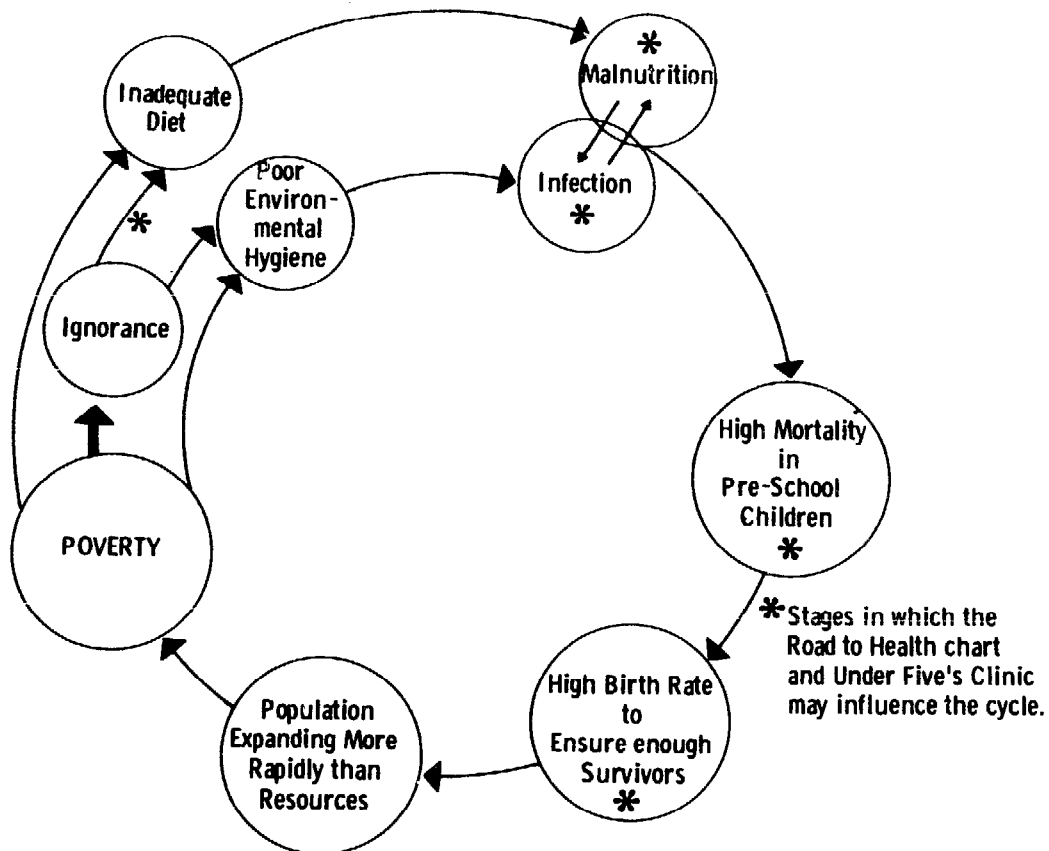 *
Malnutrition
Inadequate
Diet
*
Poor
Environ-
mental
Hygiene
Infection
*
Ignorance
High Mortality
in
Pre-School
Children
*
POVERTY
* Stages in which the
Road to Health chart
and Under Five's Clinic
may influence the cycle.
High Birth Rate
to
Ensure enough
Survivors
*
Population
Expanding More
Rapidly than
Resources